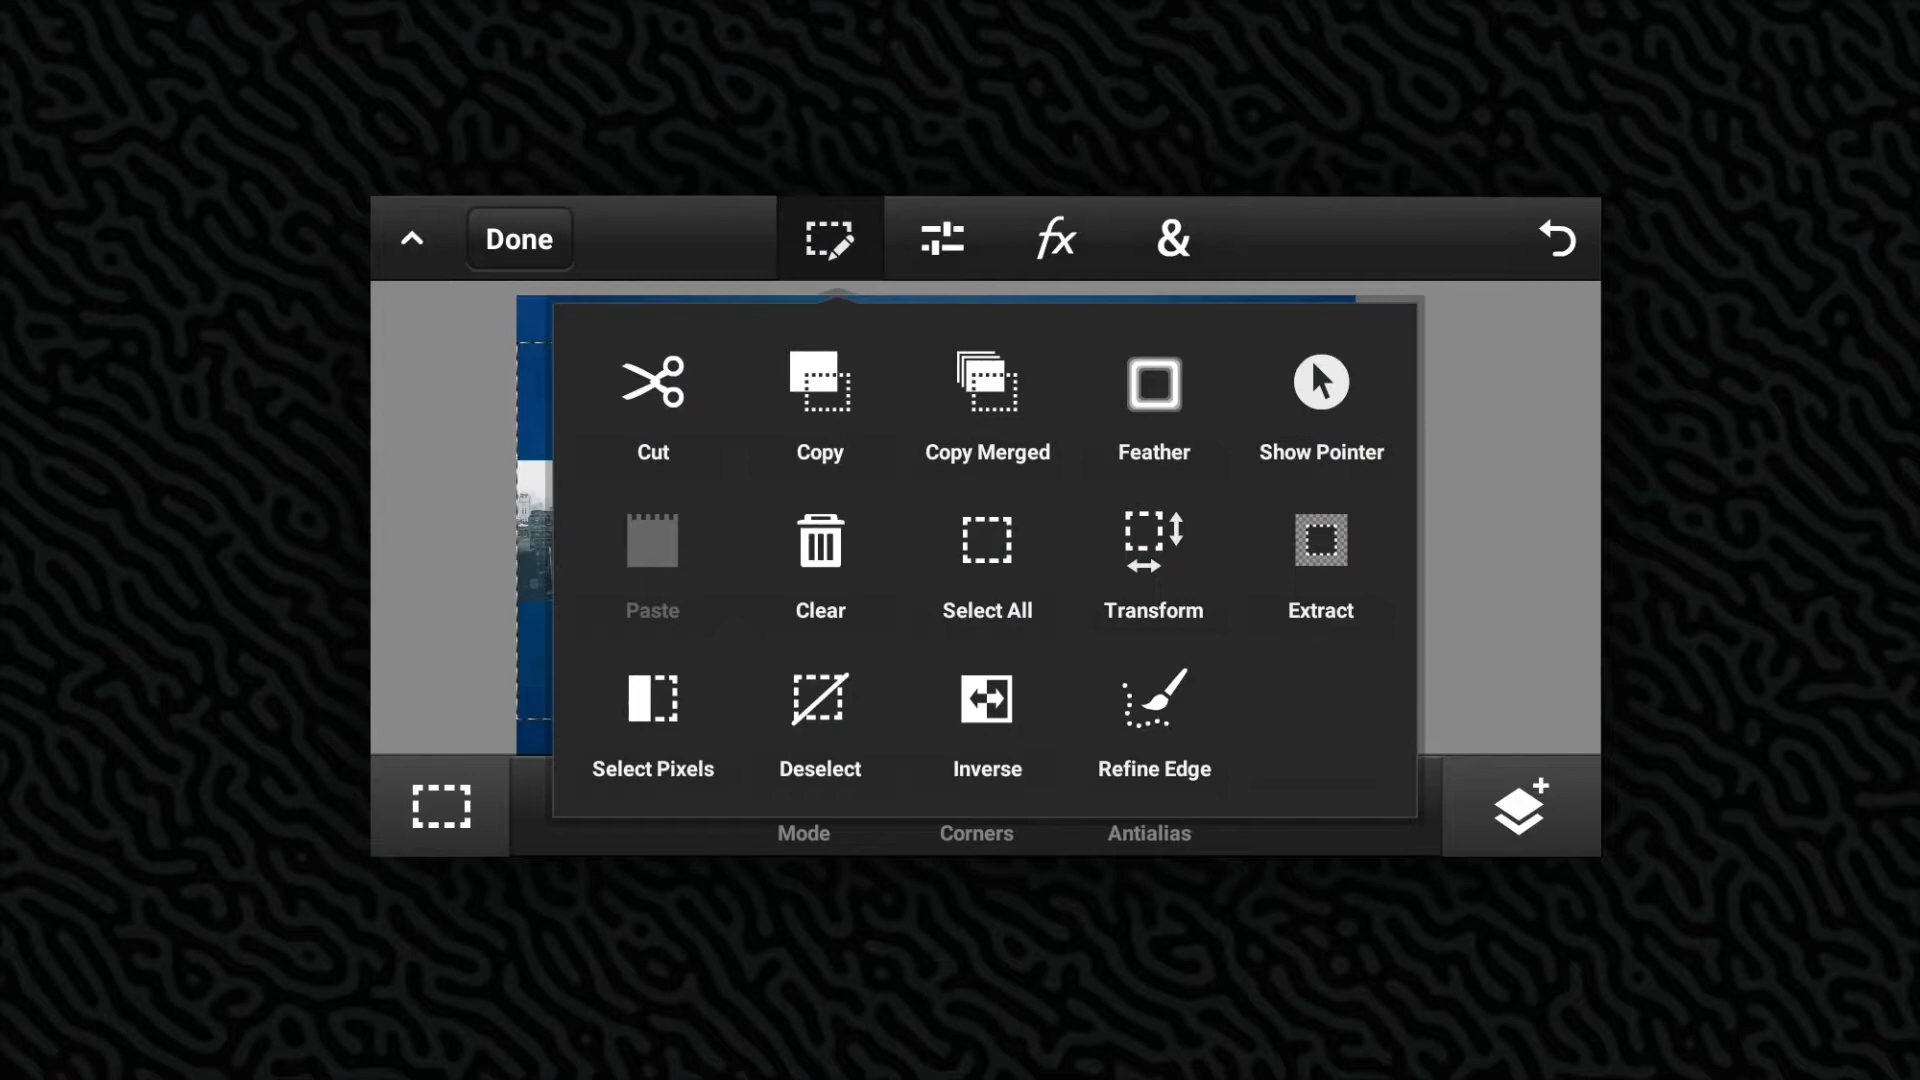 Done
fx
&
Cut Copy Copy Merged Feather Show Pointer
Paste Clear Select All Transform Extract
Select Pixels Deselect Inverse Refine Edge
Mode Corners Antialias